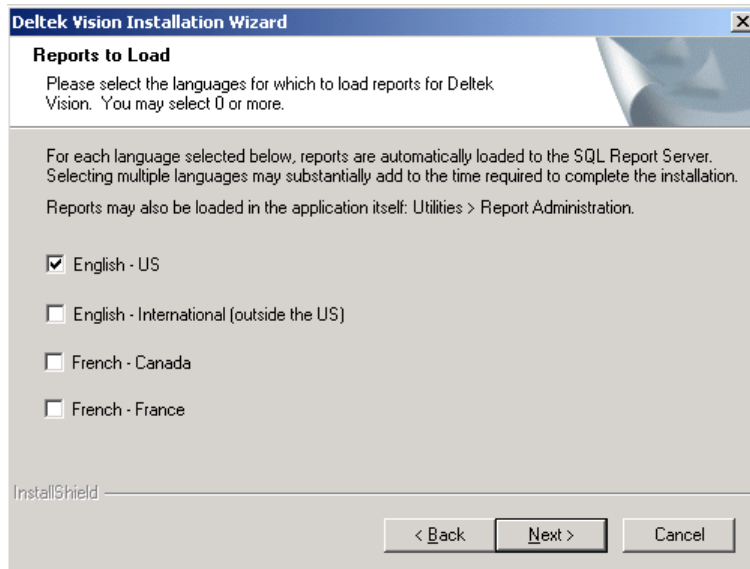 Deltek Vision Installation Wizard
Reports to Load
Please select the languages for which to load reports for Deltek
Vision. You may select 0 or more.
For each language selected below, reports are automatically loaded to the SQL Report Server.
Selecting multiple languages may substantially add to the time required to complete the installation.
Reports may also be loaded in the application itself: Utilities > Report Administration.
English - US
English - International (outside the US)
French - Canada
French - France
InstallShield
< Back Next > Cancel